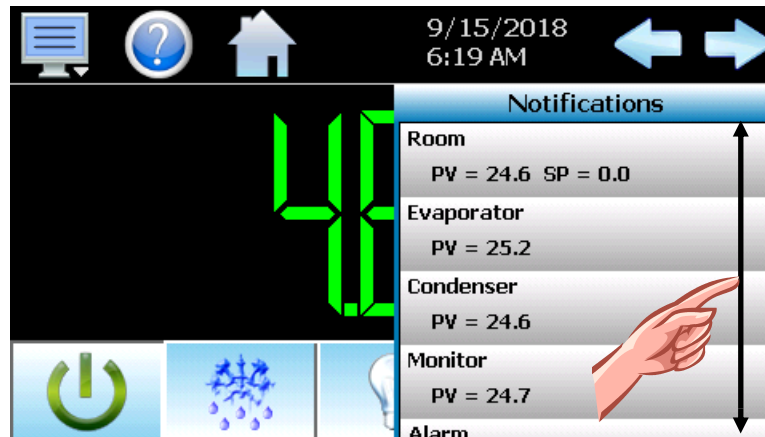 9/15/2018
6:19 AM
Notifications
Room
PV = 24.6 SP = 0.0
Evaporator
PV = 25.2
Condenser
PV = 24.6
Monitor
PV = 24.7
Alarm